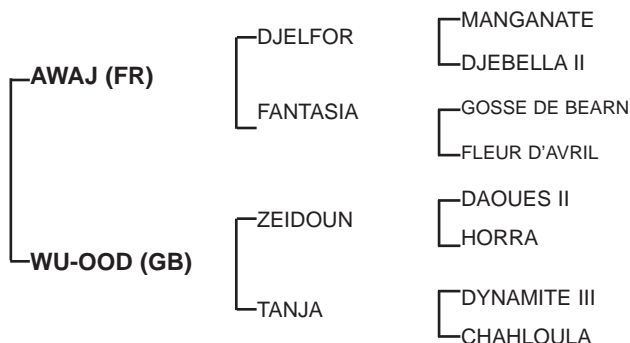 MANGANATE
DJELFOR
AWAJ (FR)
DJEBELLA II
FANTASIA
GOSSE DE BEARN
FLEUR D'AVRIL
DAOUES II
ZEIDOUN
HORRA
WU-OOD (GB)
DYNAMITE III
TANJA
CHAHLOULA